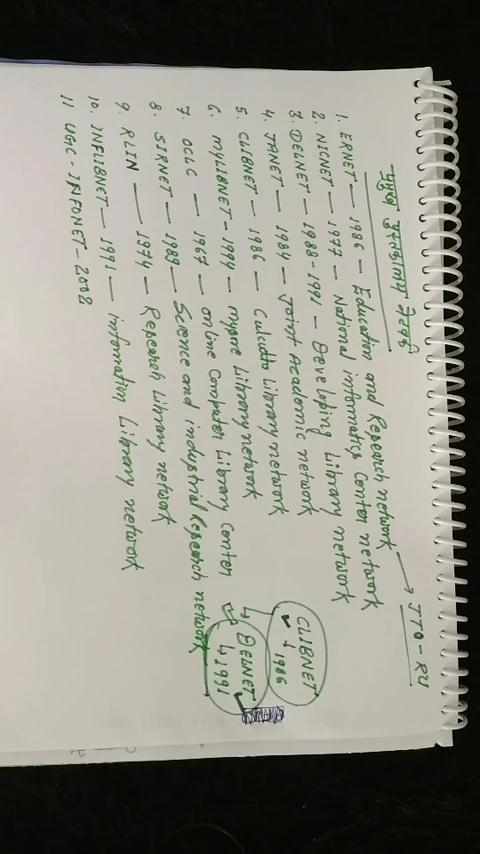 प्रमुख पुस्तकालय नेटवर्क
1. ERNET — 1986 — Education and Research network → JTO-RU
2. NICNET — 1977 — National informatics Center network
3. DELNET — 1988-1991 — Developing Library network
4. JANET — 1984 — Joint Academic network
5. CLIBNET — 1986 — Culcutta Library network
6. MYLIBNET - 1994 — mysore Library network
7. OCLC — 1967 — online Computer Library Center
8. SIRNET — 1989 — Science and industrial Research network
9. RLIN — 1974 — Research Library network
10. INFLIBNET — 1991 — information Library network
11 UGC - INFONET - 2002
CLIBNET
↳ 1986
↳ DELNET
↳ 1991